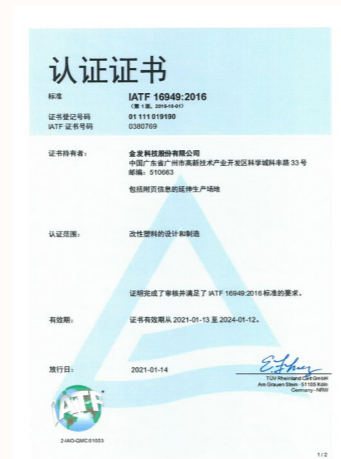 认证证书
标准 IATF 16949:2016
(第 1 版, 2016-10-01)
证书登记号码 01 111 019190
IATF 证书号码 0380769
证书持有者: 金发科技股份有限公司
中国广东省广州市高新技术产业开发区科学城科丰路 33 号
邮编: 510663
包括附页信息的延伸生产场地
认证范围: 改性塑料的设计和制造
证明完成了审核并满足了 IATF 16949:2016 标准的要求。
有效期: 证书有效期从 2021-01-13 至 2024-01-12。
颁行日: 2021-01-14
TÜV Rheinland Cert GmbH
Am Grauen Stein · 51105 Köln
Germany - NRW
IATF
2-IAO-QMC-01003
1/2